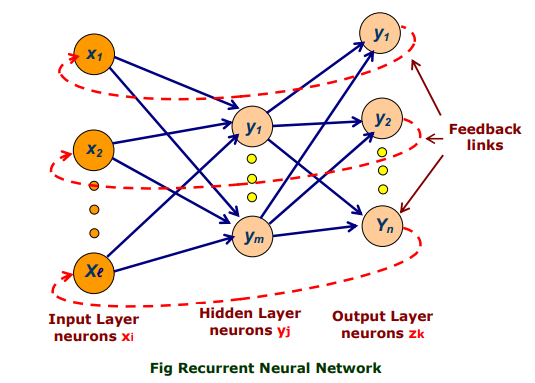 x1
x2
Xℓ
y1
ym
y1
y2
Yn
Feedback
links
Input Layer
neurons xi
Hidden Layer
neurons yj
Output Layer
neurons zk
Fig Recurrent Neural Network